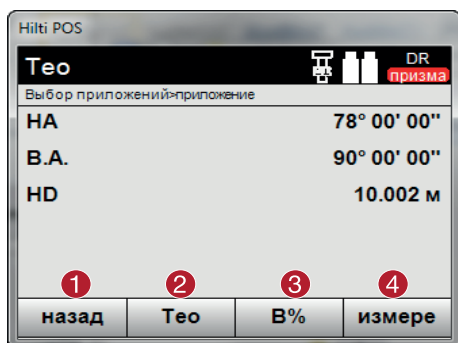 Hilti POS
Тео
DR
призма
Выбор приложений>приложение
HA 78° 00' 00"
B.A. 90° 00' 00"
HD 10.002 м
1 2 3 4
назад Тео B% измере